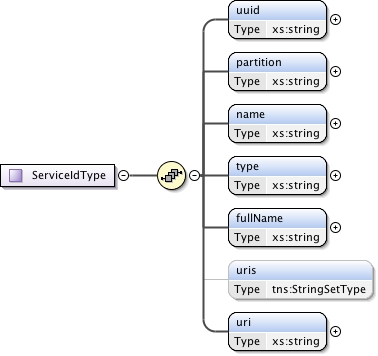 uuid
Type xs:string
partition
Type xs:string
name
Type xs:string
ServiceIdType
type
Type xs:string
fullName
Type xs:string
uris
Type tns:StringSetType
uri
Type xs:string